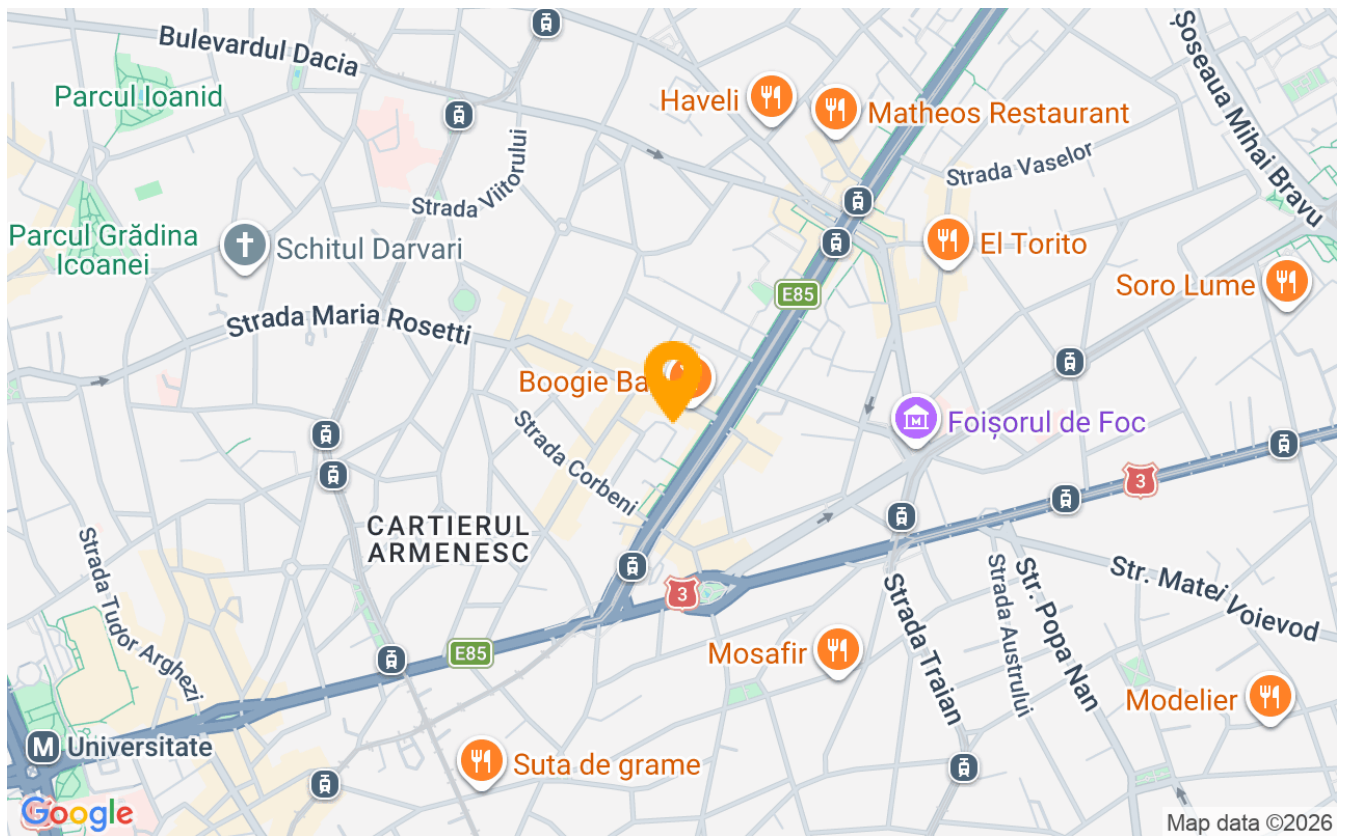 Bulevardul Dacia
Parcul Ioanid
Haveli
Matheos Restaurant
Șoseaua Mihai Bravu
Strada Viitorului
Strada Vaselor
Parcul Grădina
Icoanei
Schitul Darvari
El Torito
Soro Lume
E85
Strada Maria Rosetti
Boogie Ba
Foișorul de Foc
Strada Corbeni
3
CARTIERUL
ARMENESC
Strada Tudor Arghezi
3
Str. Matei Voievod
Strada Traian
Strada Austrului
Str. Popa Nan
E85
Mosafir
Modelier
M Universitate
Suta de grame
Google
Map data ©2026